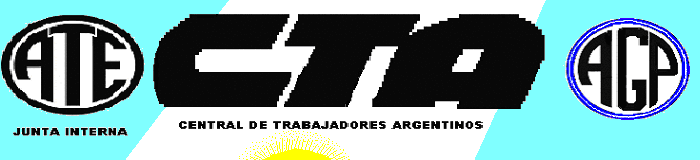 ATE
JUNTA INTERNA
CTA
CENTRAL DE TRABAJADORES ARGENTINOS
AGP